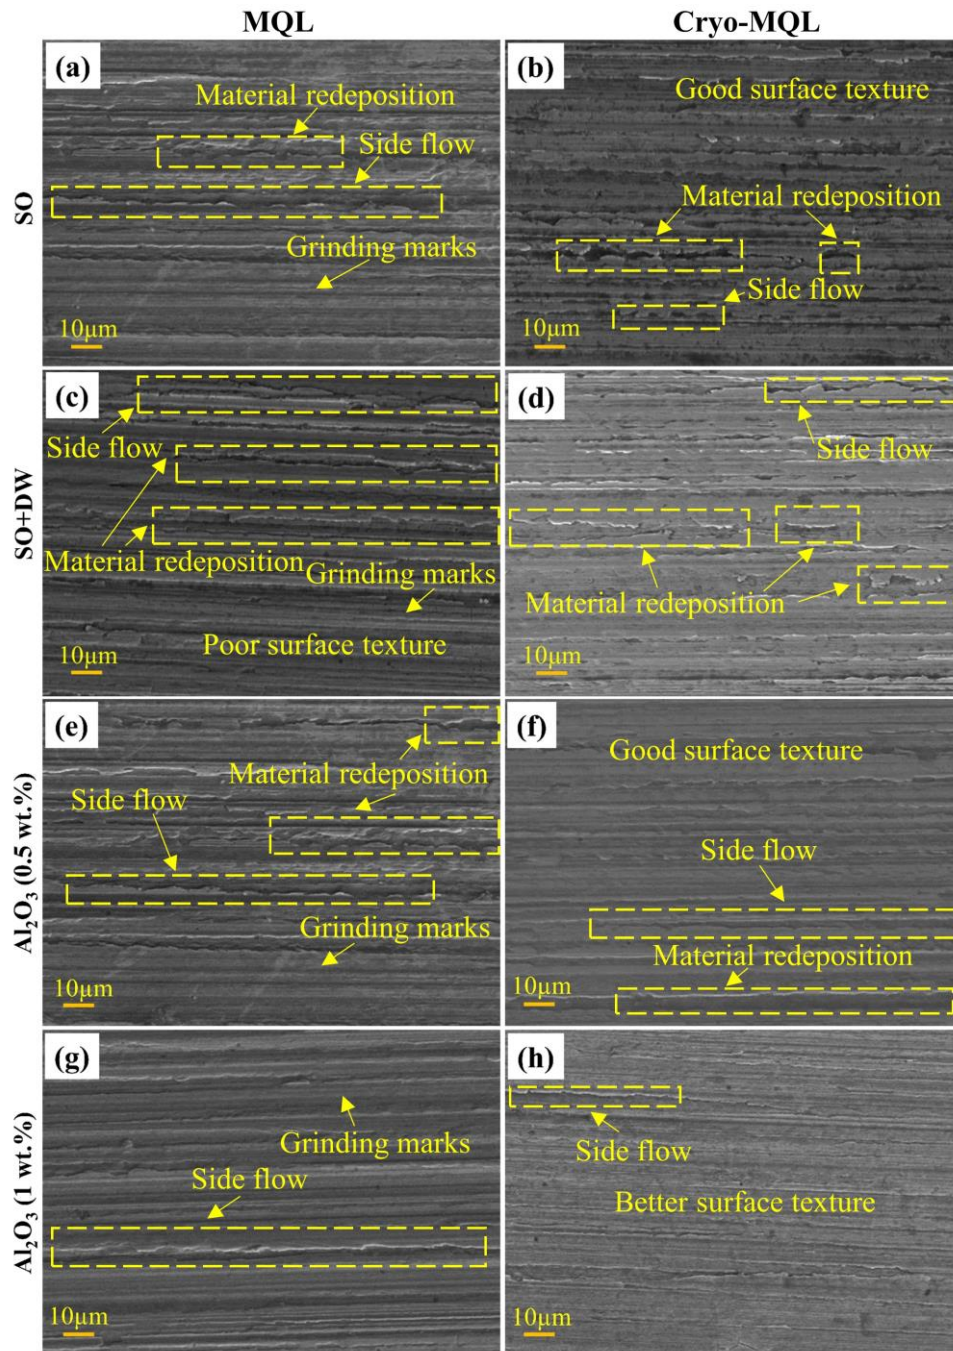 MQL
Cryo-MQL
SO
(a)
Material redeposition
Side flow
Grinding marks
10μm
(b)
Good surface texture
Material redeposition
Side flow
10μm
SO+DW
(c)
Side flow
Material redeposition
Grinding marks
Poor surface texture
10μm
(d)
Side flow
Material redeposition
10μm
Al₂O₃ (0.5 wt.%)
(e)
Material redeposition
Side flow
Grinding marks
10μm
(f)
Good surface texture
Side flow
Material redeposition
10μm
Al₂O₃ (1 wt.%)
(g)
Grinding marks
Side flow
10μm
(h)
Side flow
Better surface texture
10μm